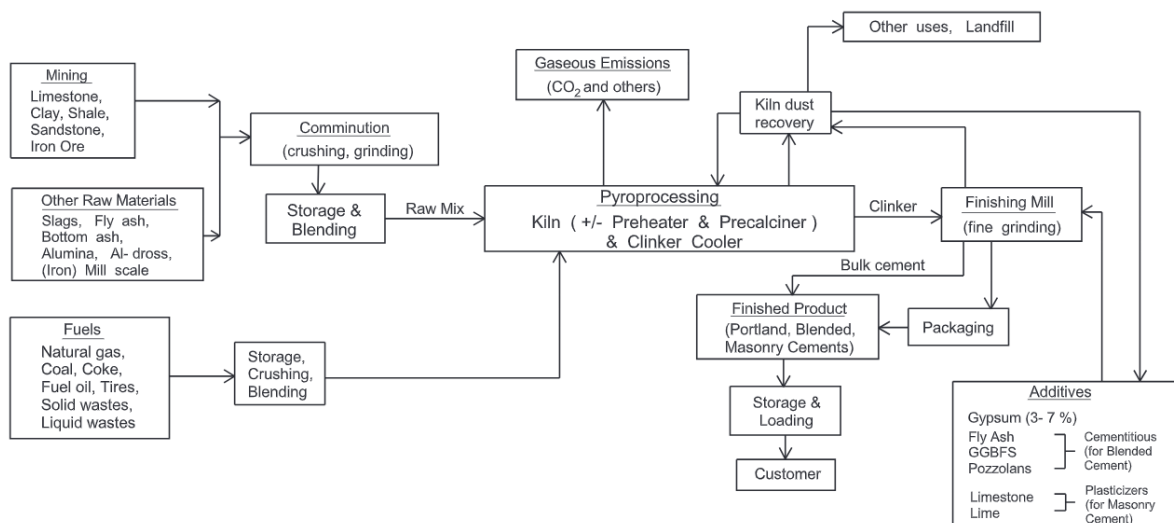 Mining
Limestone,
Clay, Shale,
Sandstone,
Iron Ore
Other Raw Materials
Slags, Fly ash,
Bottom ash,
Alumina, Al- dross,
(Iron) Mill scale
Fuels
Natural gas,
Coal, Coke,
Fuel oil, Tires,
Solid wastes,
Liquid wastes
Comminution
(crushing, grinding)
Storage &
Blending
Raw Mix
Storage,
Crushing,
Blending
Gaseous Emissions
(CO2 and others)
Pyroprocessing
Kiln ( +/- Preheater & Precalciner )
& Clinker Cooler
Other uses, Landfill
Kiln dust
recovery
Clinker
Finishing Mill
(fine grinding)
Bulk cement
Finished Product
(Portland, Blended,
Masonry Cements)
Packaging
Storage &
Loading
Customer
Additives
Gypsum (3- 7 %)
Fly Ash
GGBFS
Pozzolans
Cementitious
(for Blended
Cement)
Limestone
Lime
Plasticizers
(for Masonry
Cement)